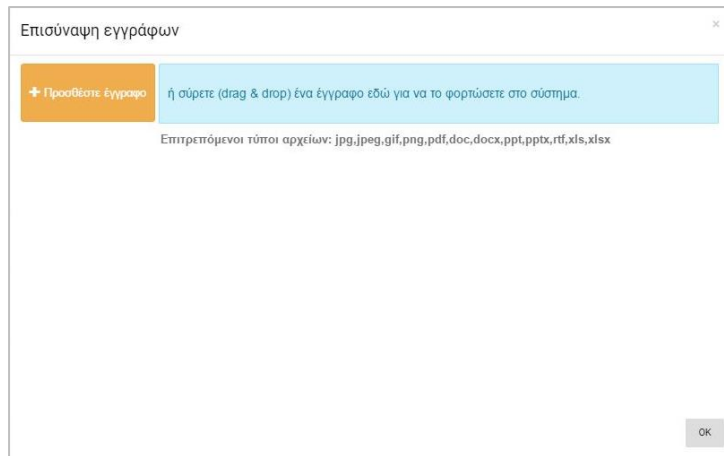 Επισύναψη εγγράφων
×
+ Προσθέστε έγγραφο ή σύρετε (drag & drop) ένα έγγραφο εδώ για να το φορτώσετε στο σύστημα.
Επιτρεπόμενοι τύποι αρχείων: jpg,jpeg,gif,png,pdf,doc,docx,ppt,pptx,rtf,xls,xlsx
OK